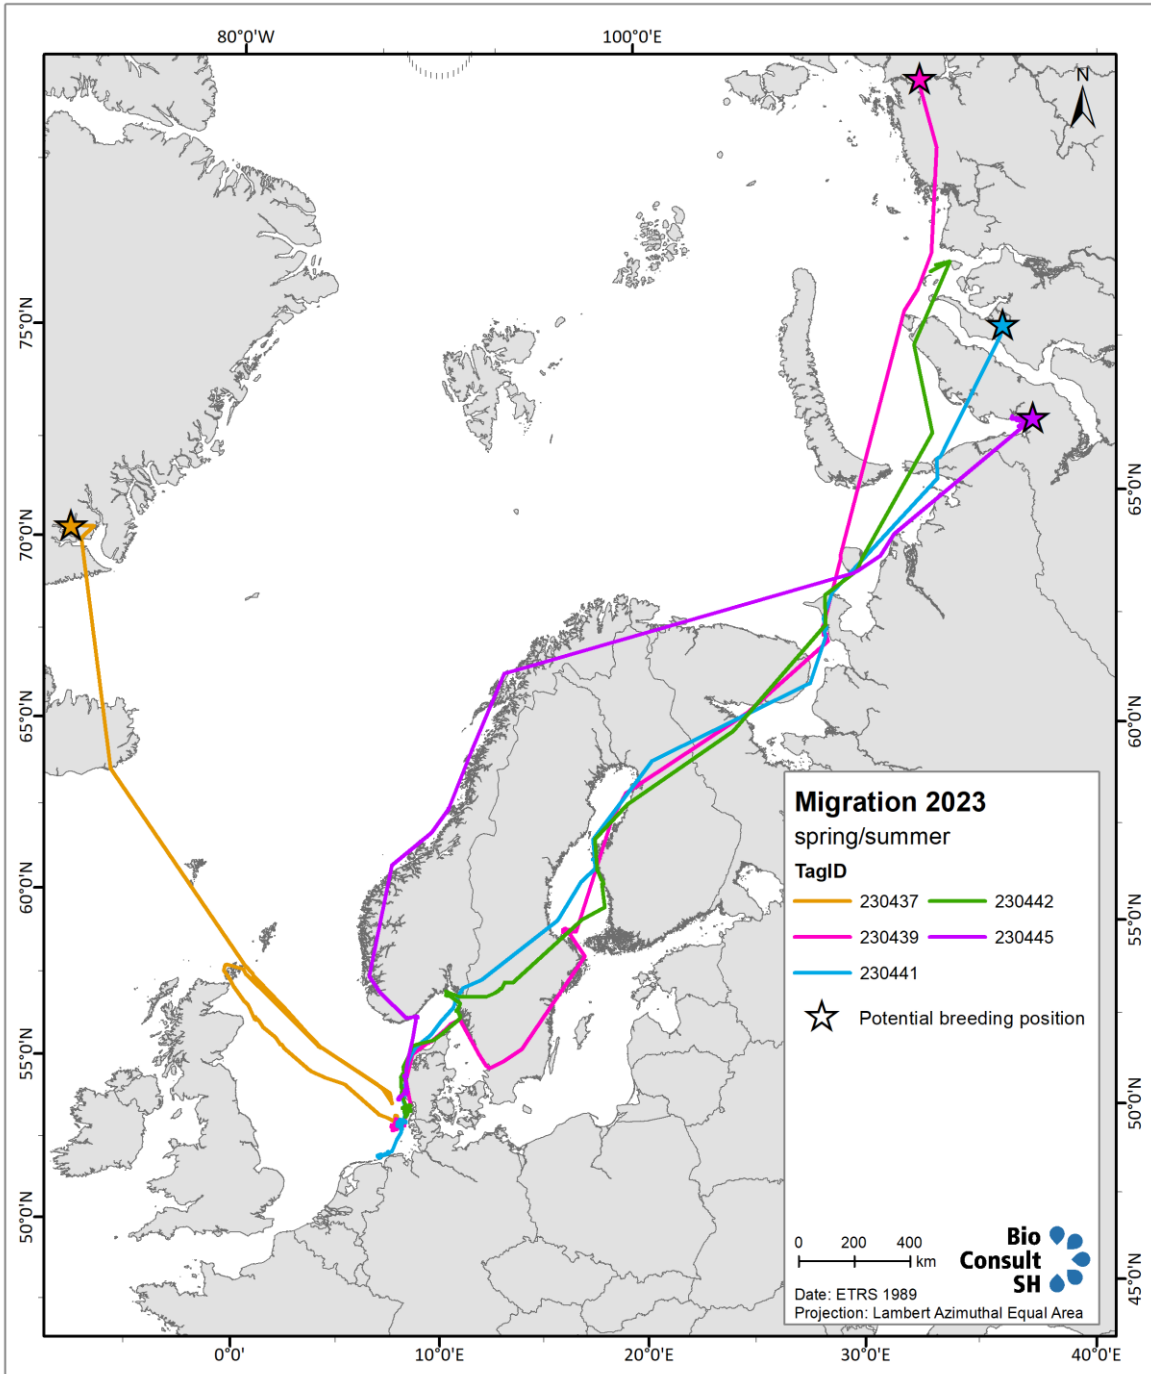 80°0'W 100°0'E
N
75°0'N
70°0'N
65°0'N
60°0'N
55°0'N
50°0'N
65°0'N
60°0'N
55°0'N
50°0'N
45°0'N
Migration 2023
spring/summer
TagID
230437 230442
230439 230445
230441
Potential breeding position
0 200 400
km
Bio
Consult
SH
Date: ETRS 1989
Projection: Lambert Azimuthal Equal Area
0°0' 10°0'E 20°0'E 30°0'E 40°0'E